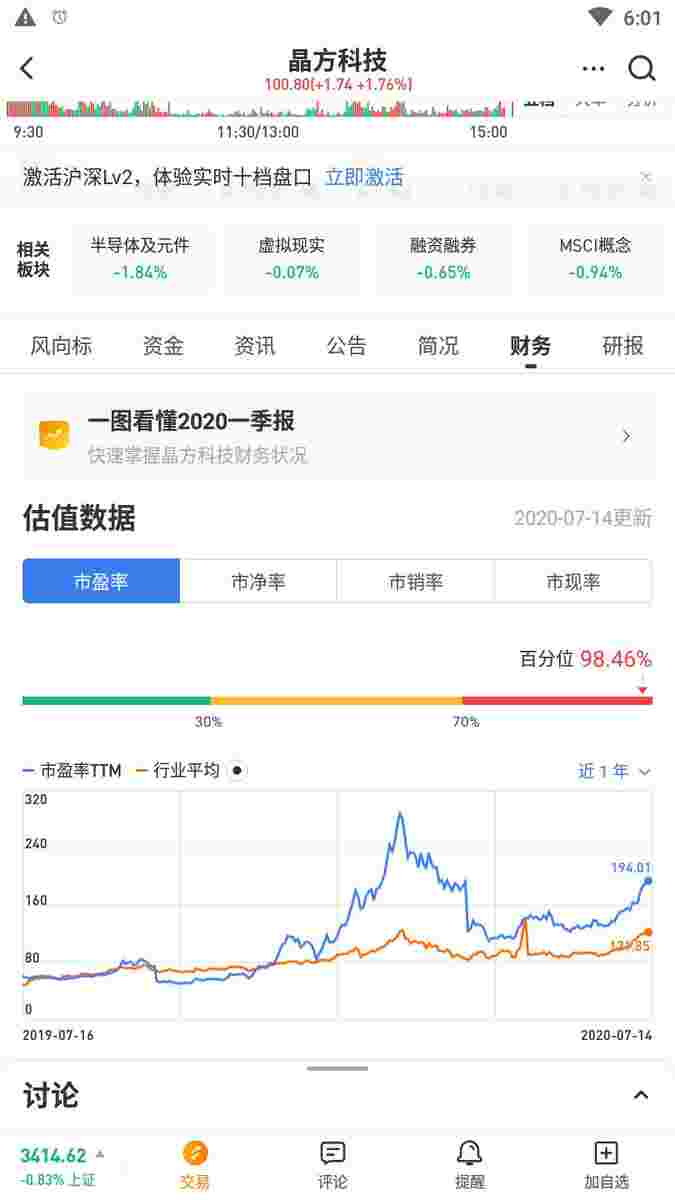 6:01
晶方科技
100.80(+1.74 +1.76%)
9:30 11:30/13:00 15:00
激活沪深Lv2，体验实时十档盘口 立即激活
相关板块
半导体及元件 虚拟现实 融资融券 MSCI概念
-1.84% -0.07% -0.65% -0.94%
风向标 资金 资讯 公告 简况 财务 研报
一图看懂2020一季报
快速掌握晶方科技财务状况
估值数据 2020-07-14更新
市盈率 市净率 市销率 市现率
百分位 98.46%
30% 70%
市盈率TTM 行业平均 近1年
320
240
194.01
160
80
0
2019-07-16 2020-07-14
讨论
3414.62
-0.83% 上证
交易 评论 提醒 加自选